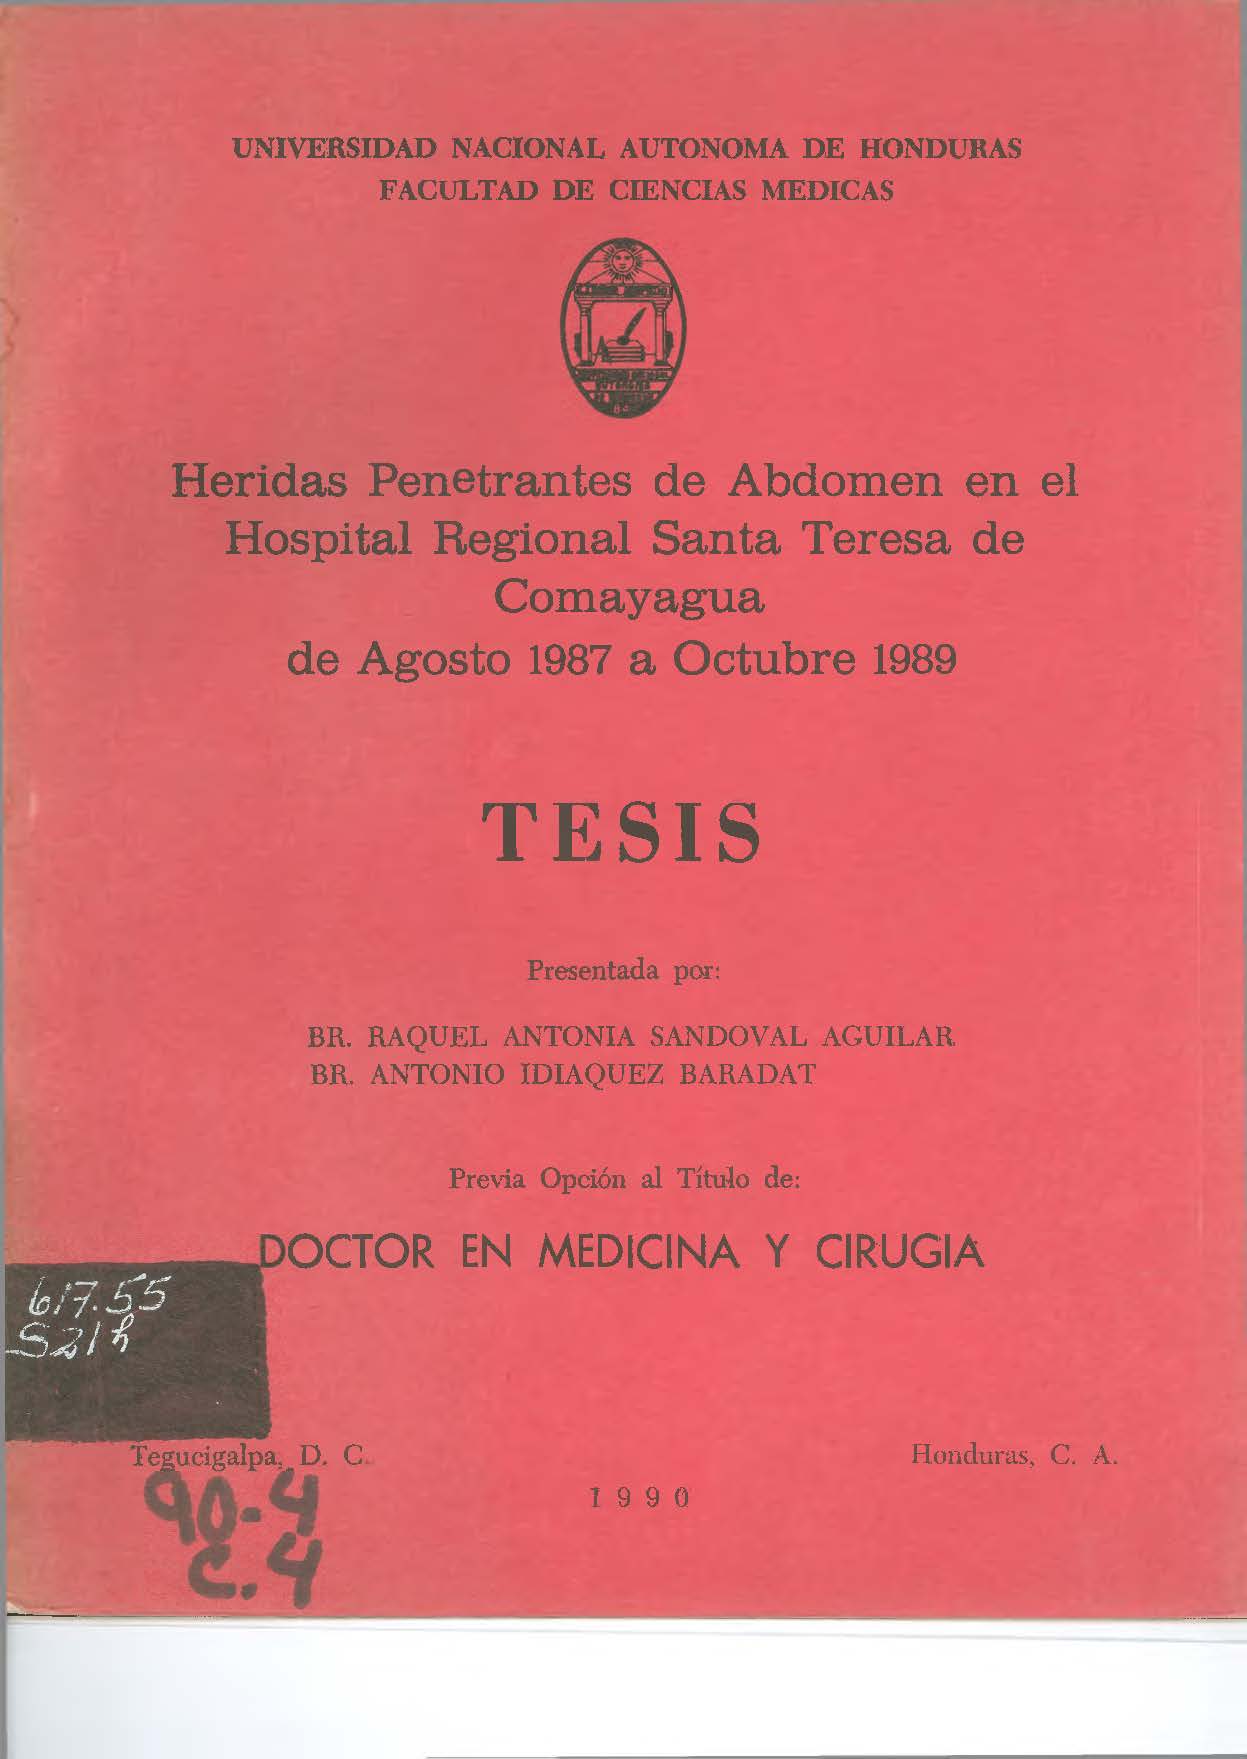 UNIVERSIDAD NACIONAL AUTONOMA DE HONDURAS
FACULTAD DE CIENCIAS MEDICAS
Heridas Penetrantes de Abdomen en el
Hospital Regional Santa Teresa de
Comayagua
de Agosto 1987 a Octubre 1989
TESIS
Presentada por:
BR. RAQUEL ANTONIA SANDOVAL AGUILAR
BR. ANTONIO IDIAQUEZ BARADAT
Previa Opción al Título de:
DOCTOR EN MEDICINA Y CIRUGIA
617.55
S21h
Tegucigalpa, D. C. Honduras, C. A.
1990
90-4
C.4